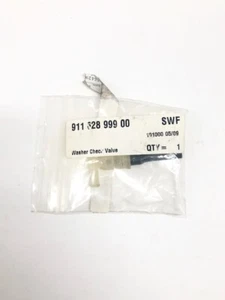 911 628 999 00 SWF
Washer Check Valve QTY = 1